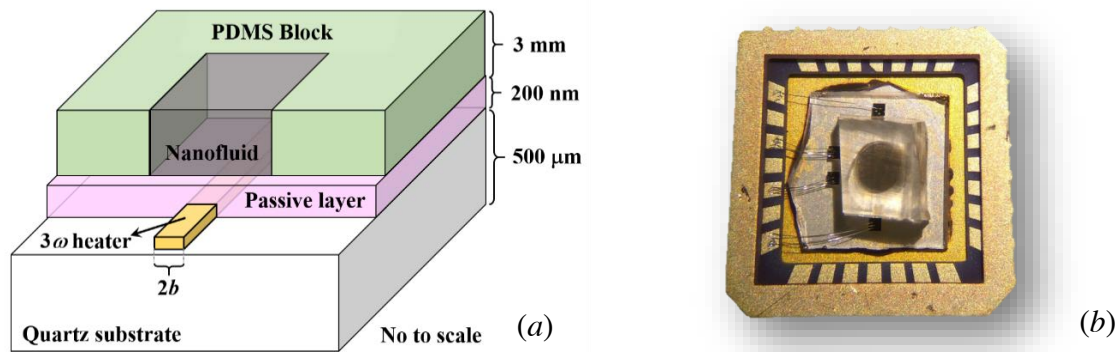 PDMS Block
3 mm
200 nm
Nanofluid
500 μm
Passive layer
3ω heater
2b
Quartz substrate
No to scale
(a)
(b)